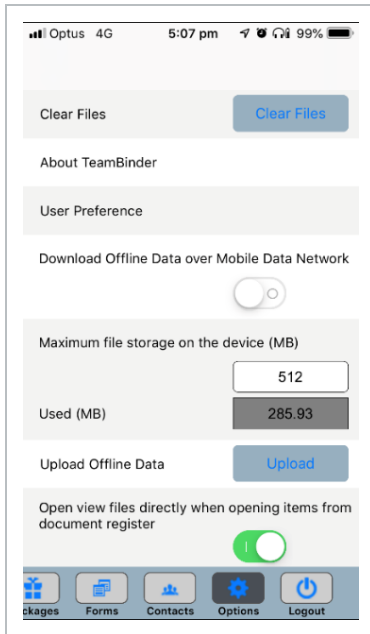 Optus 4G 5:07 pm 99%
Clear Files Clear Files
About TeamBinder
User Preference
Download Offline Data over Mobile Data Network
Maximum file storage on the device (MB)
512
Used (MB) 285.93
Upload Offline Data Upload
Open view files directly when opening items from
document register
kages Forms Contacts Options Logout